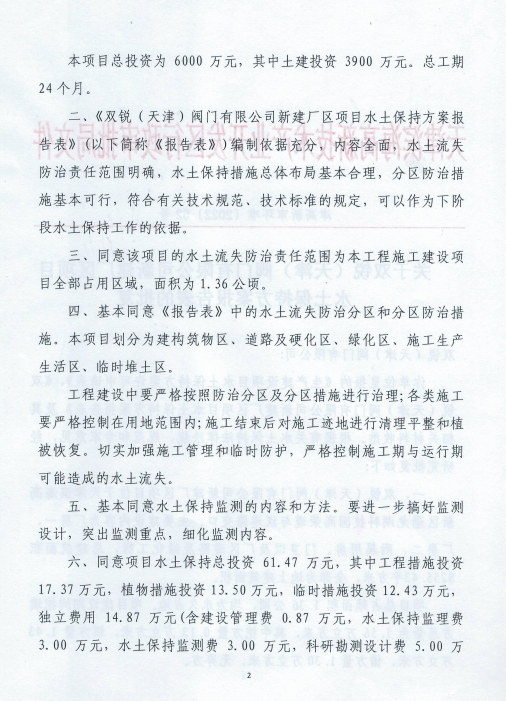 本项目总投资为 6000 万元，其中土建投资 3900 万元。总工期
24 个月。
二、《双锐（天津）阀门有限公司新建厂区项目水土保持方案报
告表》(以下简称《报告表》)编制依据充分，内容全面，水土流失
防治责任范围明确，水土保持措施总体布局基本合理，分区防治措
施基本可行，符合有关技术规范、技术标准的规定，可以作为下阶
段水土保持工作的依据。
三、同意该项目的水土流失防治责任范围为本工程施工建设项
目全部占用区域，面积为 1.36 公顷。
四、基本同意《报告表》中的水土流失防治分区和分区防治措
施。本项目划分为建构筑物区、道路及硬化区、绿化区、施工生产
生活区、临时堆土区。
工程建设中要严格按照防治分区及分区措施进行治理;各类施工
要严格控制在用地范围内;施工结束后对施工迹地进行清理平整和植
被恢复。切实加强施工管理和临时防护，严格控制施工期与运行期
可能造成的水土流失。
五、基本同意水土保持监测的内容和方法。要进一步搞好监测
设计，突出监测重点，细化监测内容。
六、同意项目水土保持总投资 61.47 万元，其中工程措施投资
17.37 万元，植物措施投资 13.50 万元，临时措施投资 12.43 万元，
独立费用 14.87 万元(含建设管理费 0.87 万元，水土保持监理费
3.00 万元，水土保持监测费 3.00 万元，科研勘测设计费 5.00 万
2